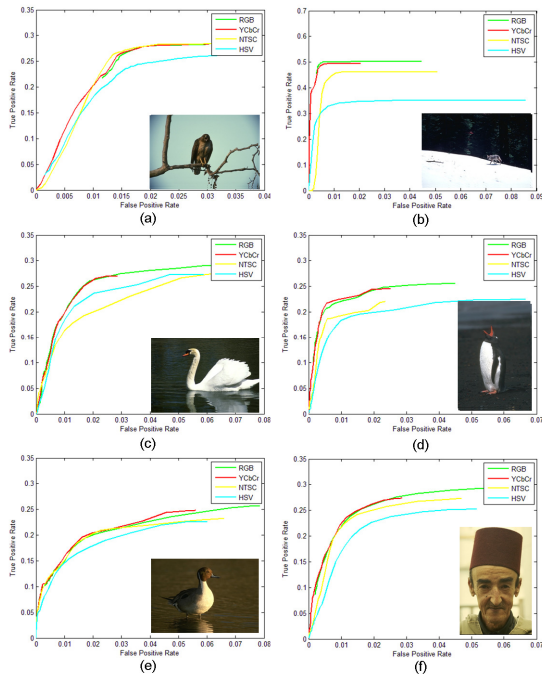 0.35
0.3
0.25
0.2
0.15
0.1
0.05
0
True Positive Rate
RGB
YCbCr
NTSC
HSV
0 0.005 0.01 0.015 0.02 0.025 0.03 0.035 0.04
False Positive Rate
(a)
0.7
0.6
0.5
0.4
0.3
0.2
0.1
0
True Positive Rate
RGB
YCbCr
NTSC
HSV
0 0.01 0.02 0.03 0.04 0.05 0.06 0.07 0.08 0.09
False Positive Rate
(b)
0.35
0.3
0.25
0.2
0.15
0.1
0.05
0
True Positive Rate
RGB
YCbCr
NTSC
HSV
0 0.01 0.02 0.03 0.04 0.05 0.06 0.07 0.08
False Positive Rate
(c)
0.35
0.3
0.25
0.2
0.15
0.1
0.05
0
True Positive Rate
RGB
YCbCr
NTSC
HSV
0 0.01 0.02 0.03 0.04 0.05 0.06 0.07
False Positive Rate
(d)
0.35
0.3
0.25
0.2
0.15
0.1
0.05
0
True Positive Rate
RGB
YCbCr
NTSC
HSV
0 0.01 0.02 0.03 0.04 0.05 0.06 0.07 0.08
False Positive Rate
(e)
0.35
0.3
0.25
0.2
0.15
0.1
0.05
0
True Positive Rate
RGB
YCbCr
NTSC
HSV
0 0.01 0.02 0.03 0.04 0.05 0.06 0.07
False Positive Rate
(f)